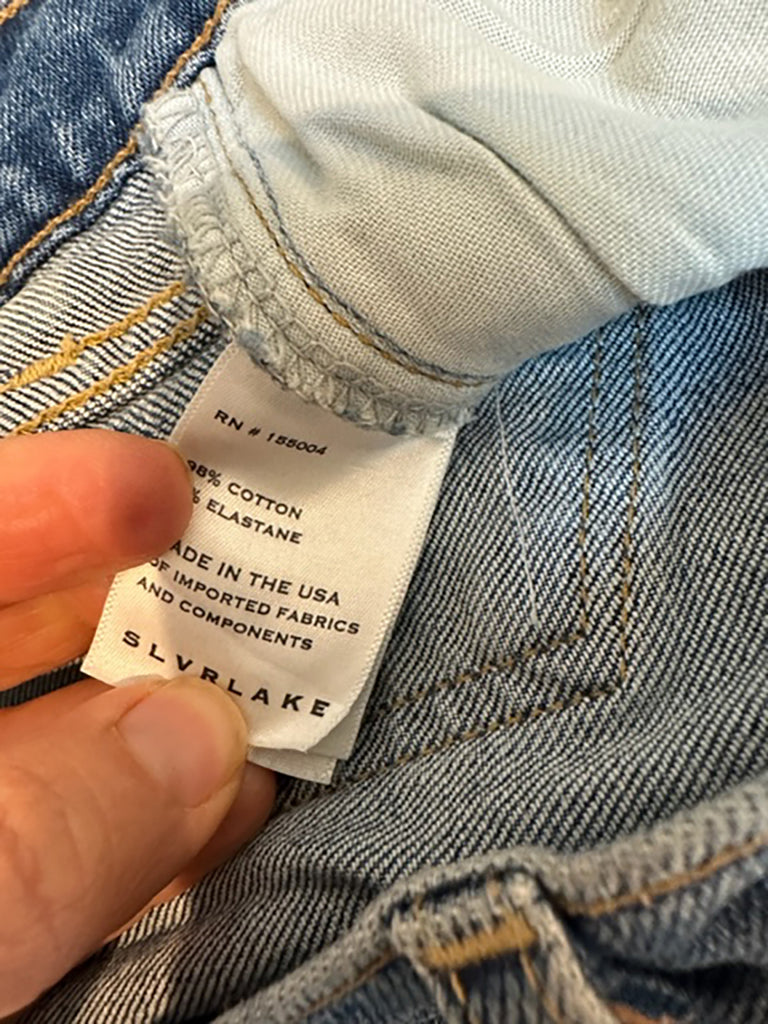 RN # 155004
98% COTTON
% ELASTANE
ADE IN THE USA
OF IMPORTED FABRICS
AND COMPONENTS
SLVRLAKE